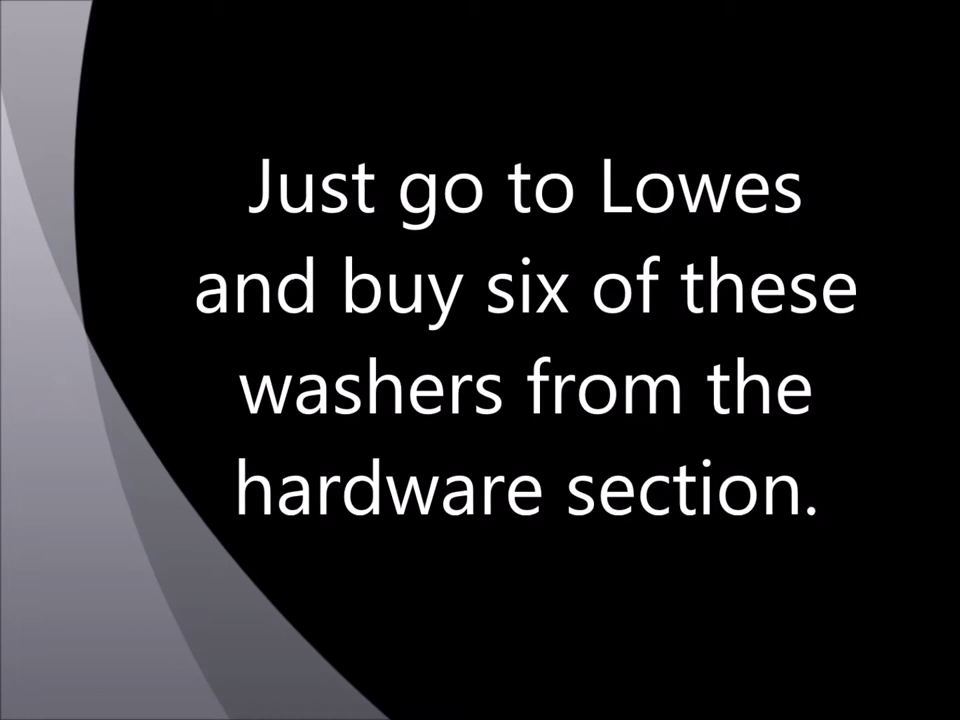 Just go to Lowes
and buy six of these
washers from the
hardware section.